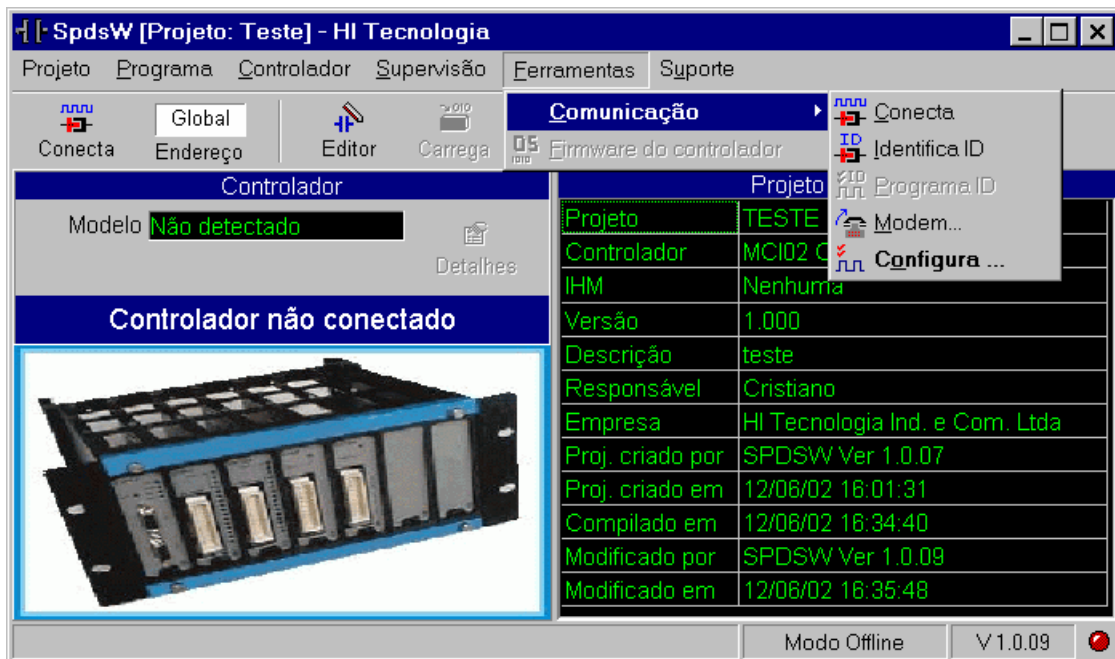 SpdsW [Projeto: Teste] - HI Tecnologia
Projeto Programa Controlador Supervisão Ferramentas Suporte
Conecta
Global
Endereço
Editor
Carrega
Comunicação
Firmware do controlador
Conecta
Identifica ID
Programa ID
Modem...
Configura ...
Controlador
Modelo Não detectado
Detalhes
Controlador não conectado
Projeto
Projeto TESTE
Controlador MCI02
IHM Nenhuma
Versão 1.000
Descrição teste
Responsável Cristiano
Empresa HI Tecnologia Ind. e Com. Ltda
Proj. criado por SPDSW Ver 1.0.07
Proj. criado em 12/06/02 16:01:31
Compilado em 12/06/02 16:34:40
Modificado por SPDSW Ver 1.0.09
Modificado em 12/06/02 16:35:48
Modo Offline V 1.0.09